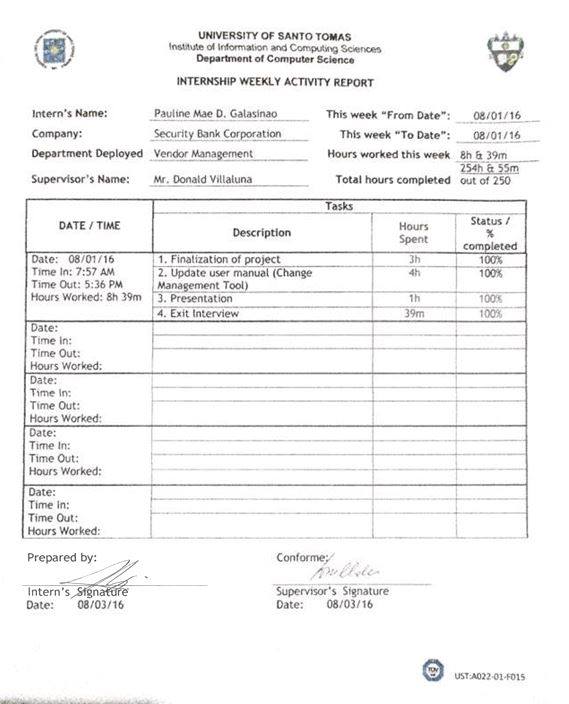 UNIVERSITY OF SANTO TOMAS
Institute of Information and Computing Sciences
Department of Computer Science
INTERNSHIP WEEKLY ACTIVITY REPORT
Intern's Name: Pauline Mae D. Galasinao This week "From Date": 08/01/16
Company: Security Bank Corporation This week "To Date": 08/01/16
Department Deployed Vendor Management Hours worked this week 8h & 39m
Supervisor's Name: Mr. Donald Villaluna Total hours completed 254h & 55m out of 250
DATE / TIME Tasks
Description Hours Spent Status / % completed
Date: 08/01/16 1. Finalization of project 3h 100%
Time In: 7:57 AM 2. Update user manual (Change 4h 100%
Time Out: 5:36 PM Management Tool)
Hours Worked: 8h 39m 3. Presentation 1h 100%
4. Exit Interview 39m 100%
Date:
Time In:
Time Out:
Hours Worked:
Date:
Time In:
Time Out:
Hours Worked:
Date:
Time In:
Time Out:
Hours Worked:
Date:
Time In:
Time Out:
Hours Worked:
Prepared by: Conforme:
Intern's Signature Supervisor's Signature
Date: 08/03/16 Date: 08/03/16
TÜV
UST:A022-01-F015